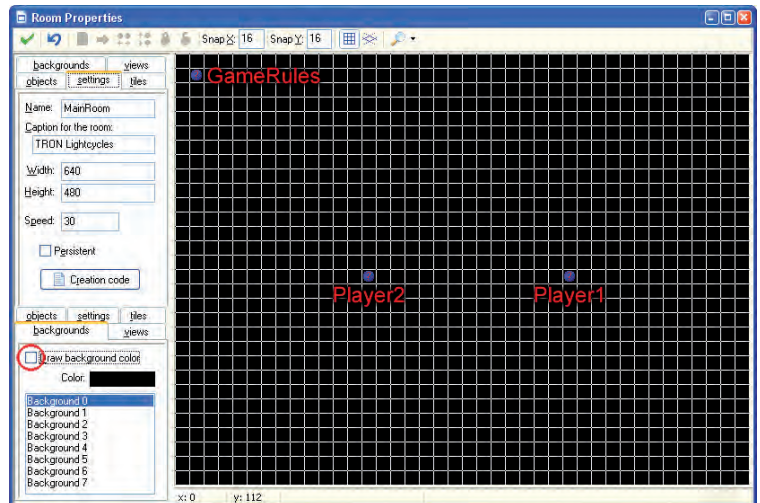 Room Properties
Snap X: 16 Snap Y: 16
backgrounds views
objects settings tiles
Name: MainRoom
Caption for the room:
TRON Lightcycles
Width: 640
Height: 480
Speed: 30
Persistent
Creation code
objects settings tiles
backgrounds views
Draw background color
Color:
Background 0
Background 1
Background 2
Background 3
Background 4
Background 5
Background 6
Background 7
GameRules
Player2 Player1
x: 0 y: 112